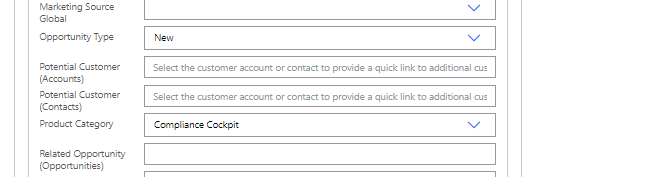 Marketing Source
Global
Opportunity Type
New
Potential Customer
(Accounts)
Select the customer account or contact to provide a quick link to additional cus
Potential Customer
(Contacts)
Select the customer account or contact to provide a quick link to additional cus
Product Category
Compliance Cockpit
Related Opportunity
(Opportunities)